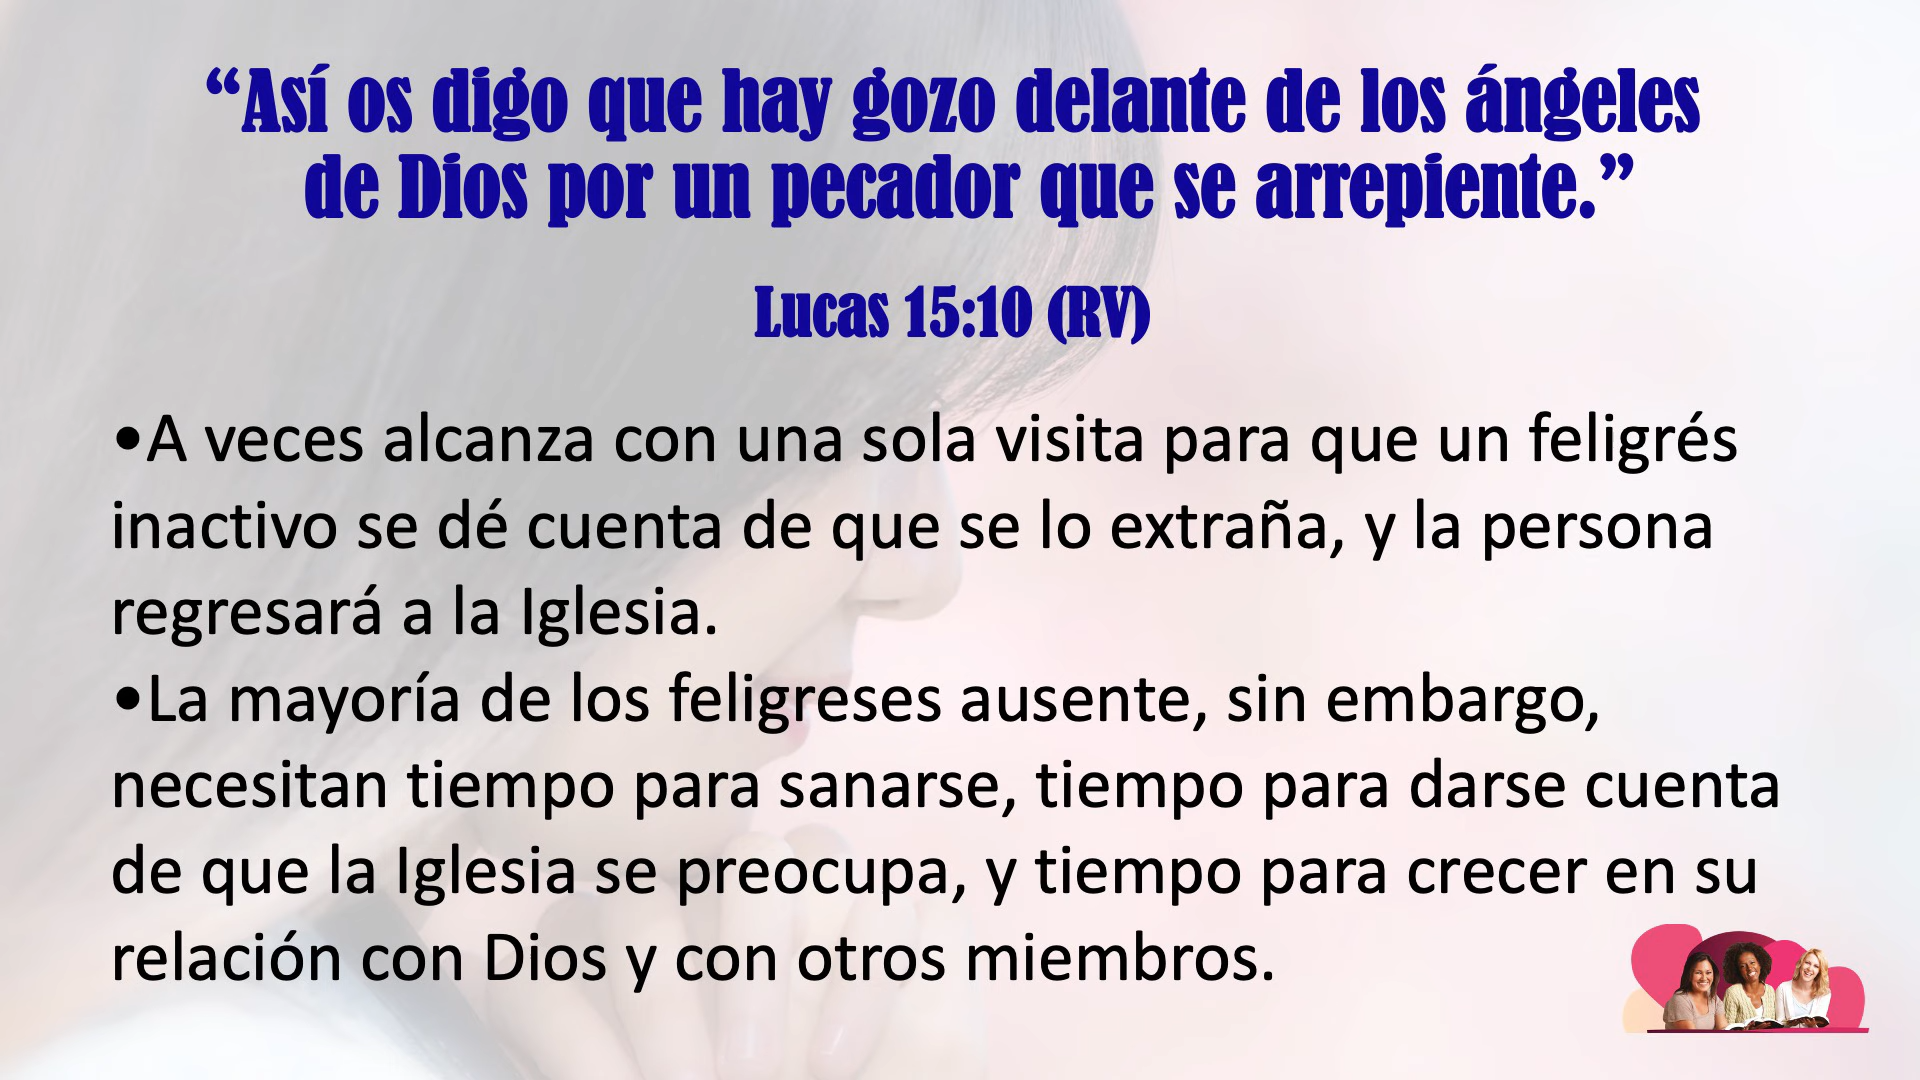 “Así os digo que hay gozo delante de los ángeles
de Dios por un pecador que se arrepiente.”
Lucas 15:10 (RV)
•A veces alcanza con una sola visita para que un feligrés
inactivo se dé cuenta de que se lo extraña, y la persona
regresará a la Iglesia.
•La mayoría de los feligreses ausente, sin embargo,
necesitan tiempo para sanarse, tiempo para darse cuenta
de que la Iglesia se preocupa, y tiempo para crecer en su
relación con Dios y con otros miembros.